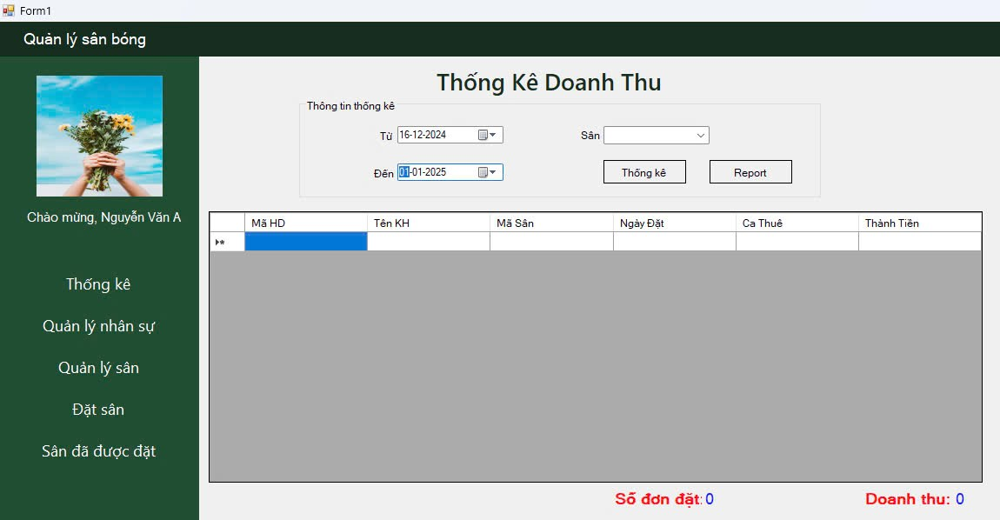 Form1
Quản lý sân bóng
Chào mừng, Nguyễn Văn A
Thống kê
Quản lý nhân sự
Quản lý sân
Đặt sân
Sân đã được đặt
Thống Kê Doanh Thu
Thông tin thống kê
Từ 16-12-2024 Sân
Đến 01-01-2025 Thống kê Report
Mã HD Tên KH Mã Sân Ngày Đặt Ca Thuê Thành Tiên
Số đơn đặt: 0 Doanh thu: 0